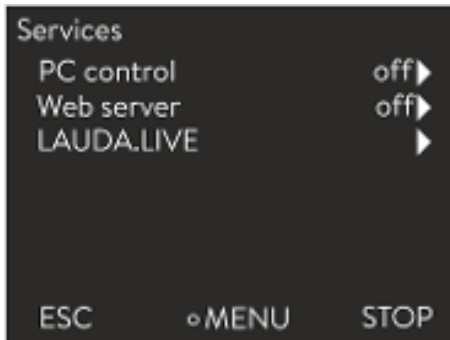 Services
PC control off
Web server off
LAUDA.LIVE
ESC MENU STOP